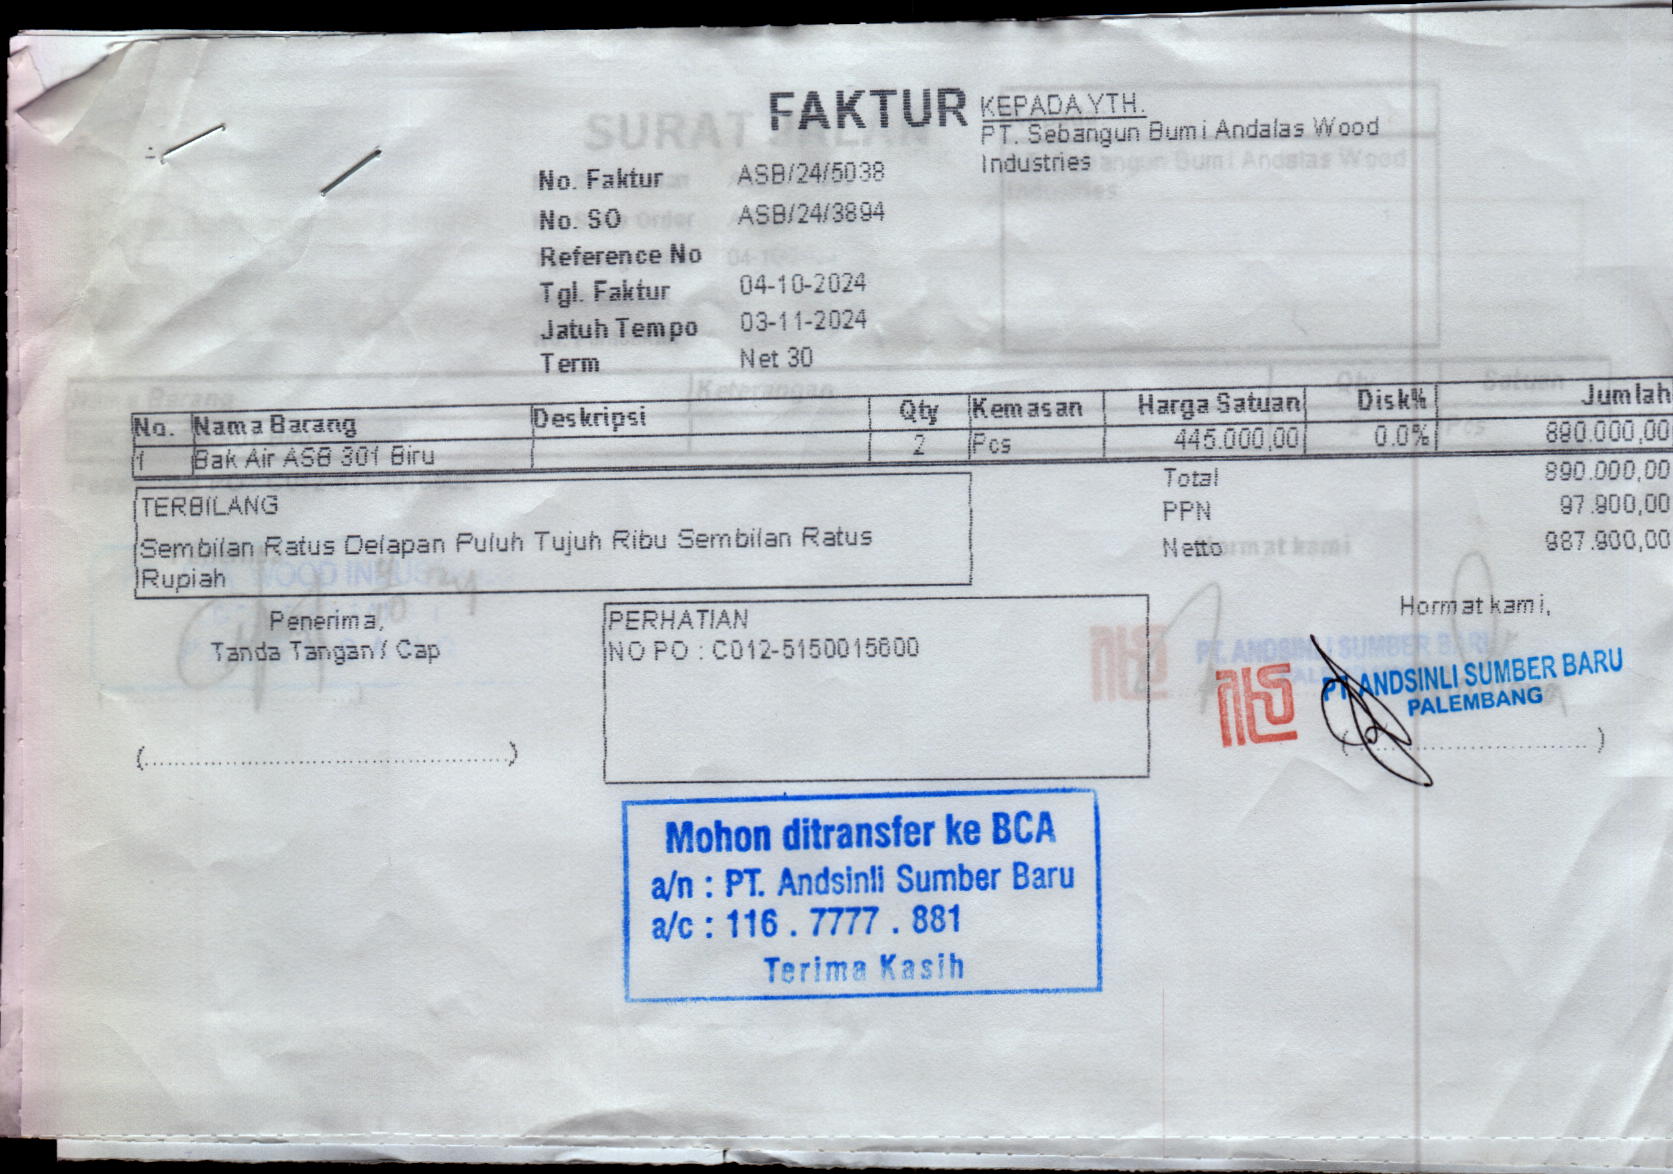 FAKTUR
KEPADA YTH.
PT. Sebangun Bumi Andalas Wood
Industries
No. Faktur ASB/24/5038
No. SO ASB/24/3894
Reference No
Tgl. Faktur 04-10-2024
Jatuh Tempo 03-11-2024
Term Net 30
No. Nama Barang Deskripsi Qty Kemasan Harga Satuan Disk% Jumlah
1 Bak Air ASB 301 Biru 2 Pcs 445.000,00 0.0% 890.000,00
Total 890.000,00
PPN 97.900,00
Netto 987.900,00
TERBILANG
Sembilan Ratus Delapan Puluh Tujuh Ribu Sembilan Ratus
Rupiah
Penerima,
Tanda Tangan / Cap
(........................................)
PERHATIAN
NO PO : C012-5150015600
Hormat kami,
PT. ANDSINLI SUMBER BARU
PALEMBANG
(........................................)
Mohon ditransfer ke BCA
a/n : PT. Andsinli Sumber Baru
a/c : 116 . 7777 . 881
Terima Kasih
SURAT JALAN